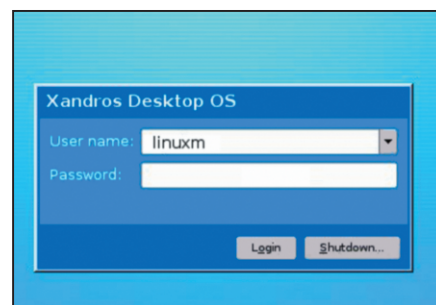 Xandros Desktop OS
User name: linuxm
Password:
Login Shutdown...